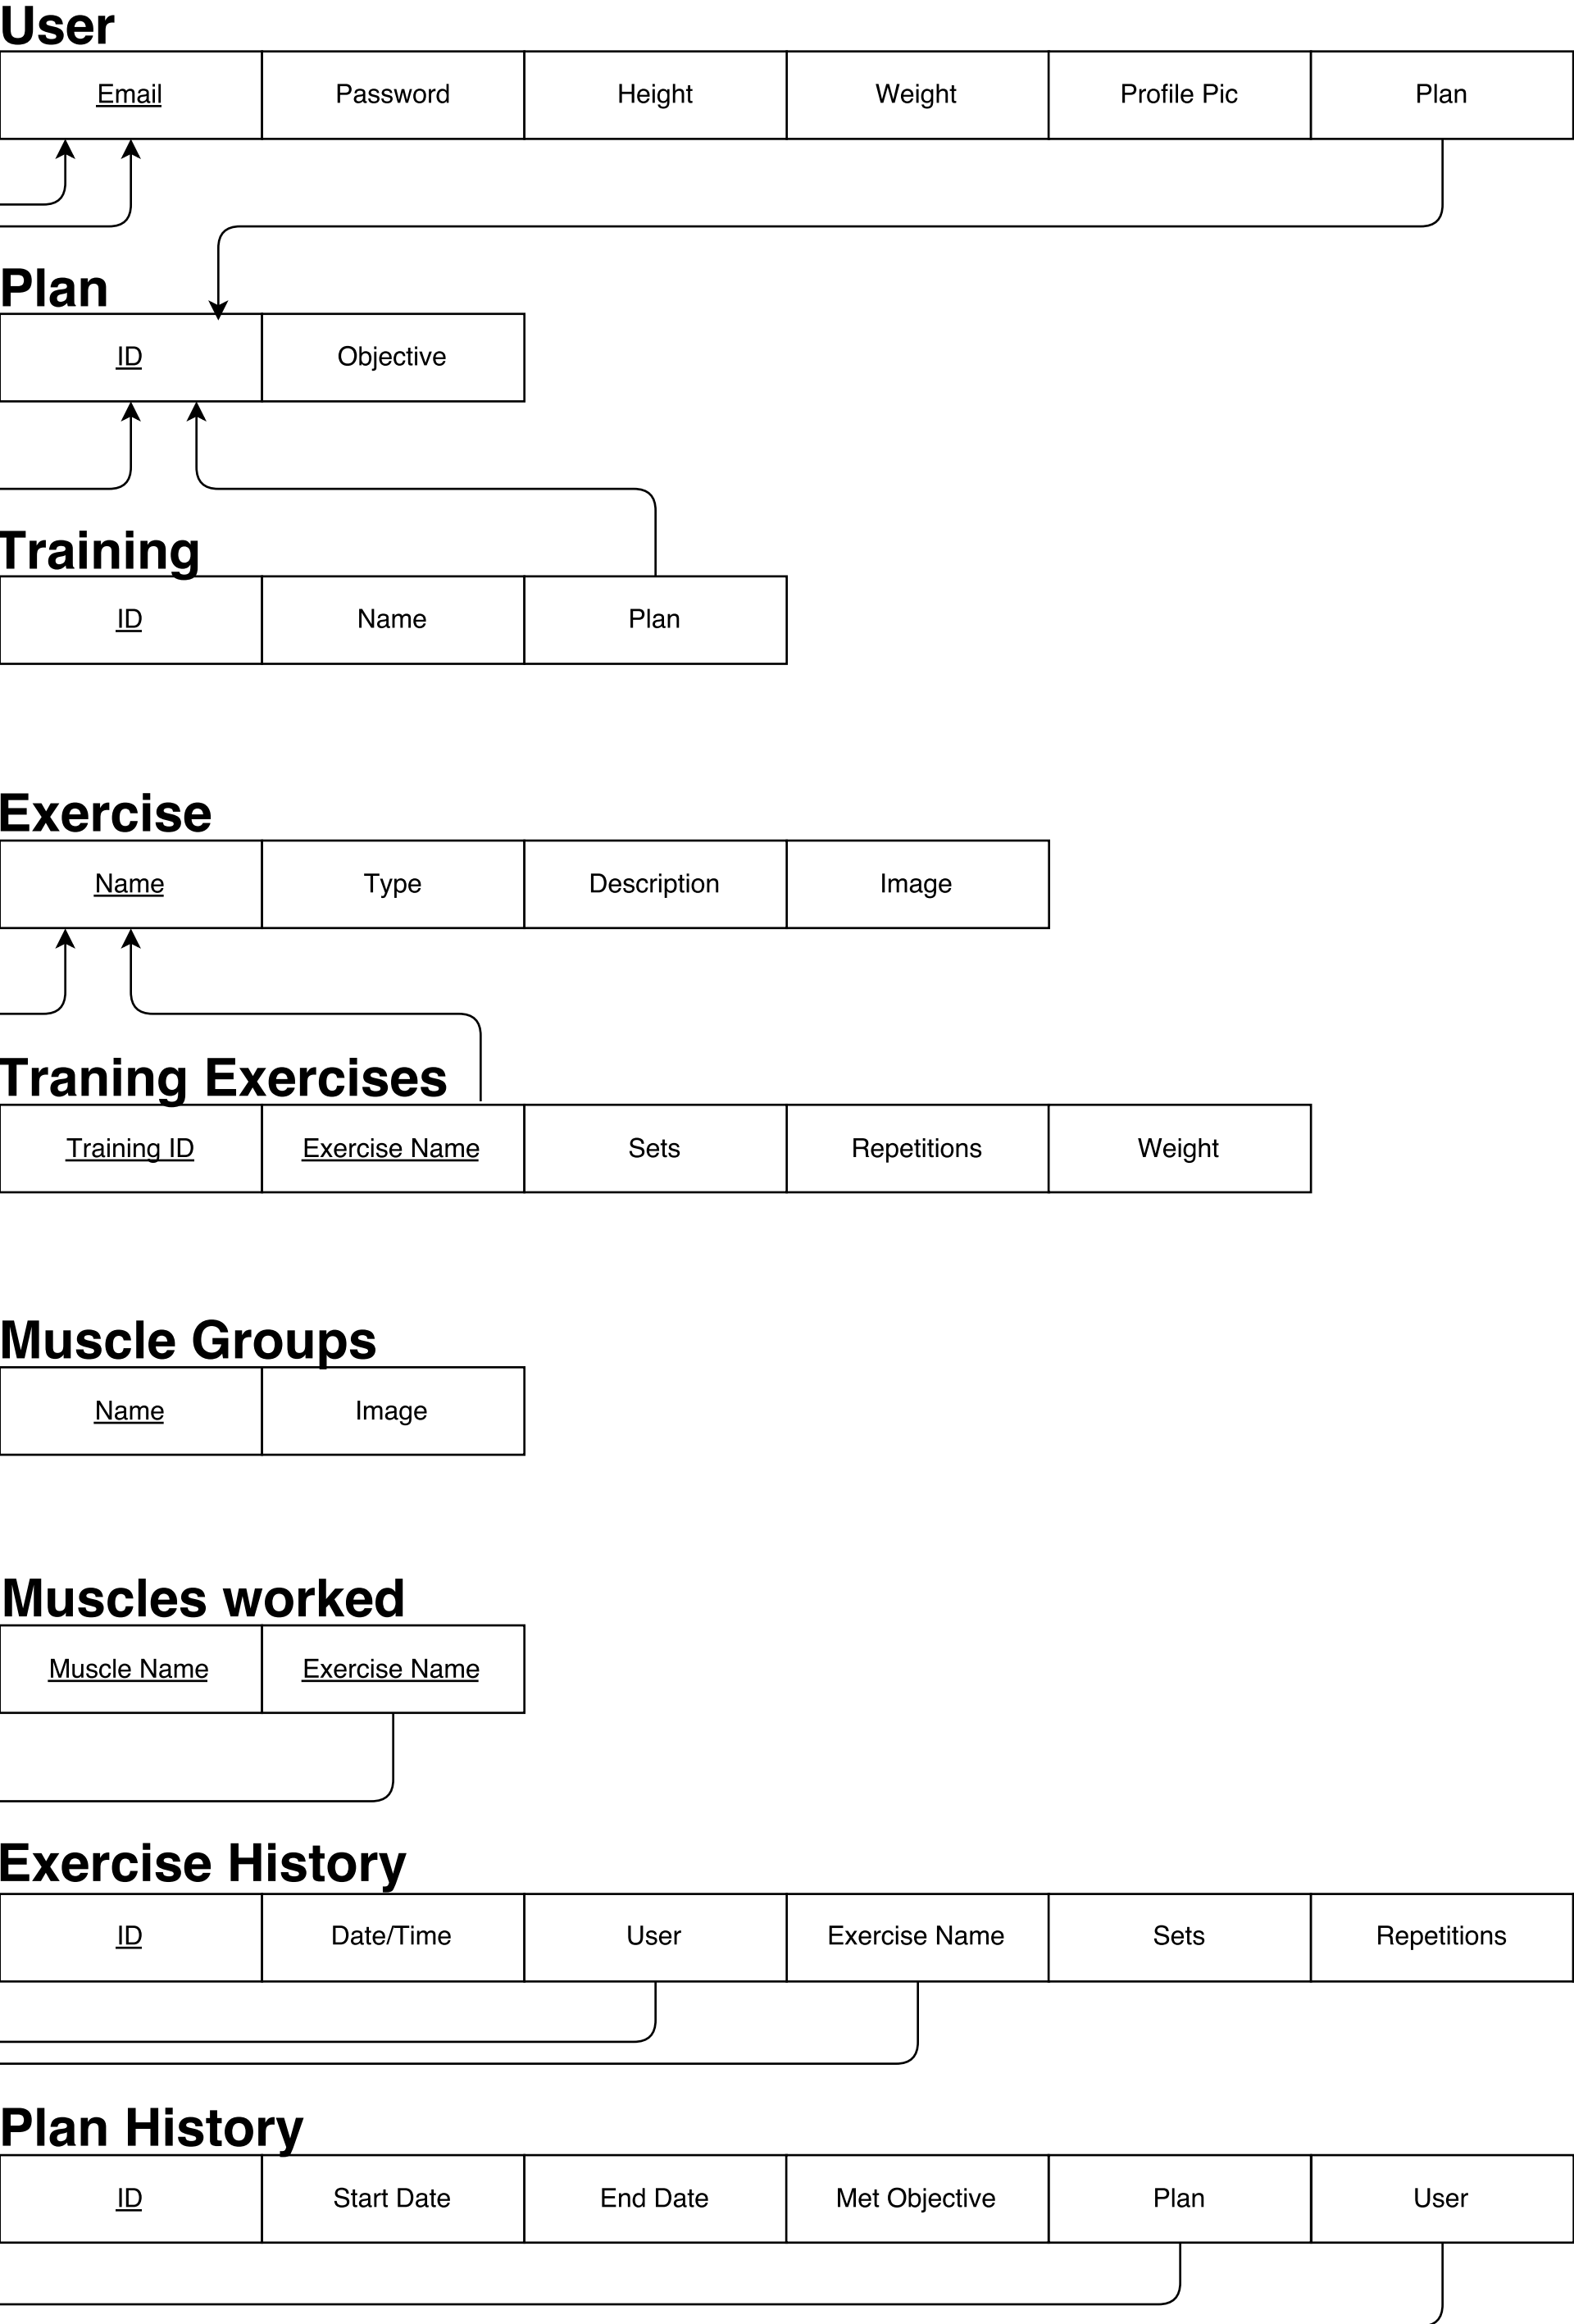 User
Email Password Height Weight Profile Pic Plan
Plan
ID Objective
Training
ID Name Plan
Exercise
Name Type Description Image
Traning Exercises
Training ID Exercise Name Sets Repetitions Weight
Muscle Groups
Name Image
Muscles worked
Muscle Name Exercise Name
Exercise History
ID Date/Time User Exercise Name Sets Repetitions
Plan History
ID Start Date End Date Met Objective Plan User